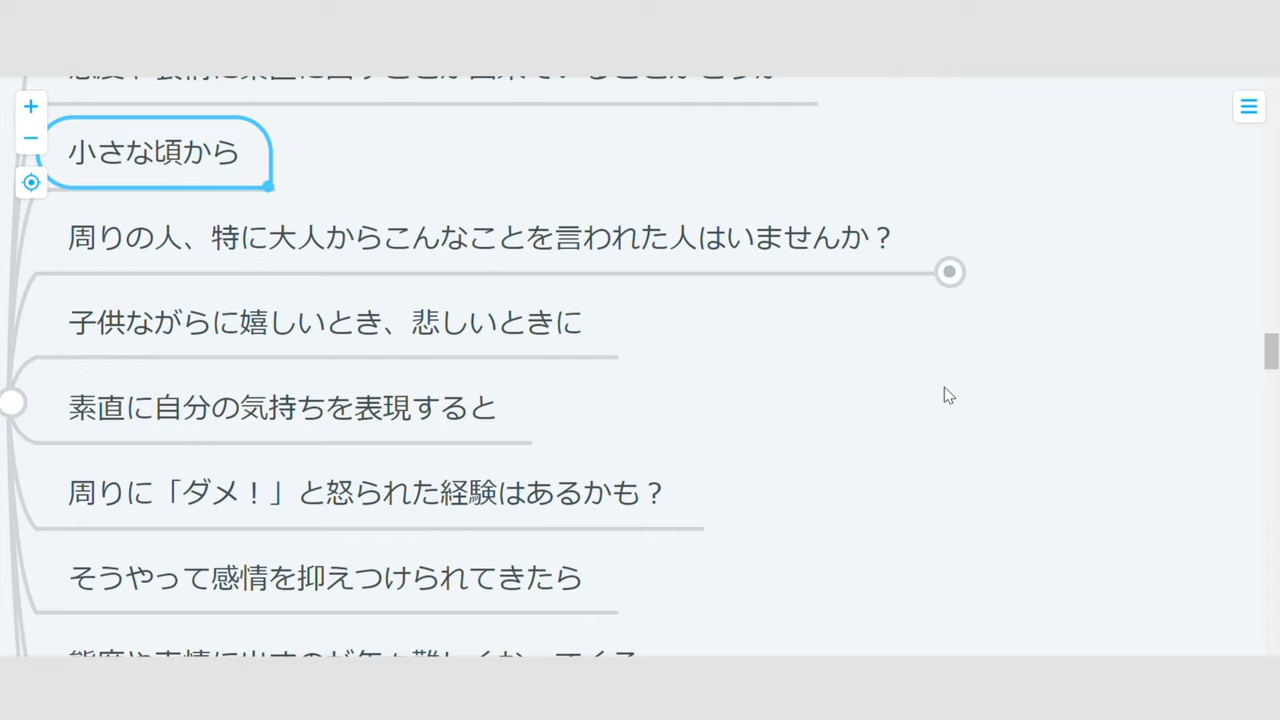 小さな頃から
周りの人、特に大人からこんなことを言われた人はいませんか？
子供ながらに嬉しいとき、悲しいときに
素直に自分の気持ちを表現すると
周りに「ダメ！」と怒られた経験はあるかも？
そうやって感情を抑えつけられてきたら